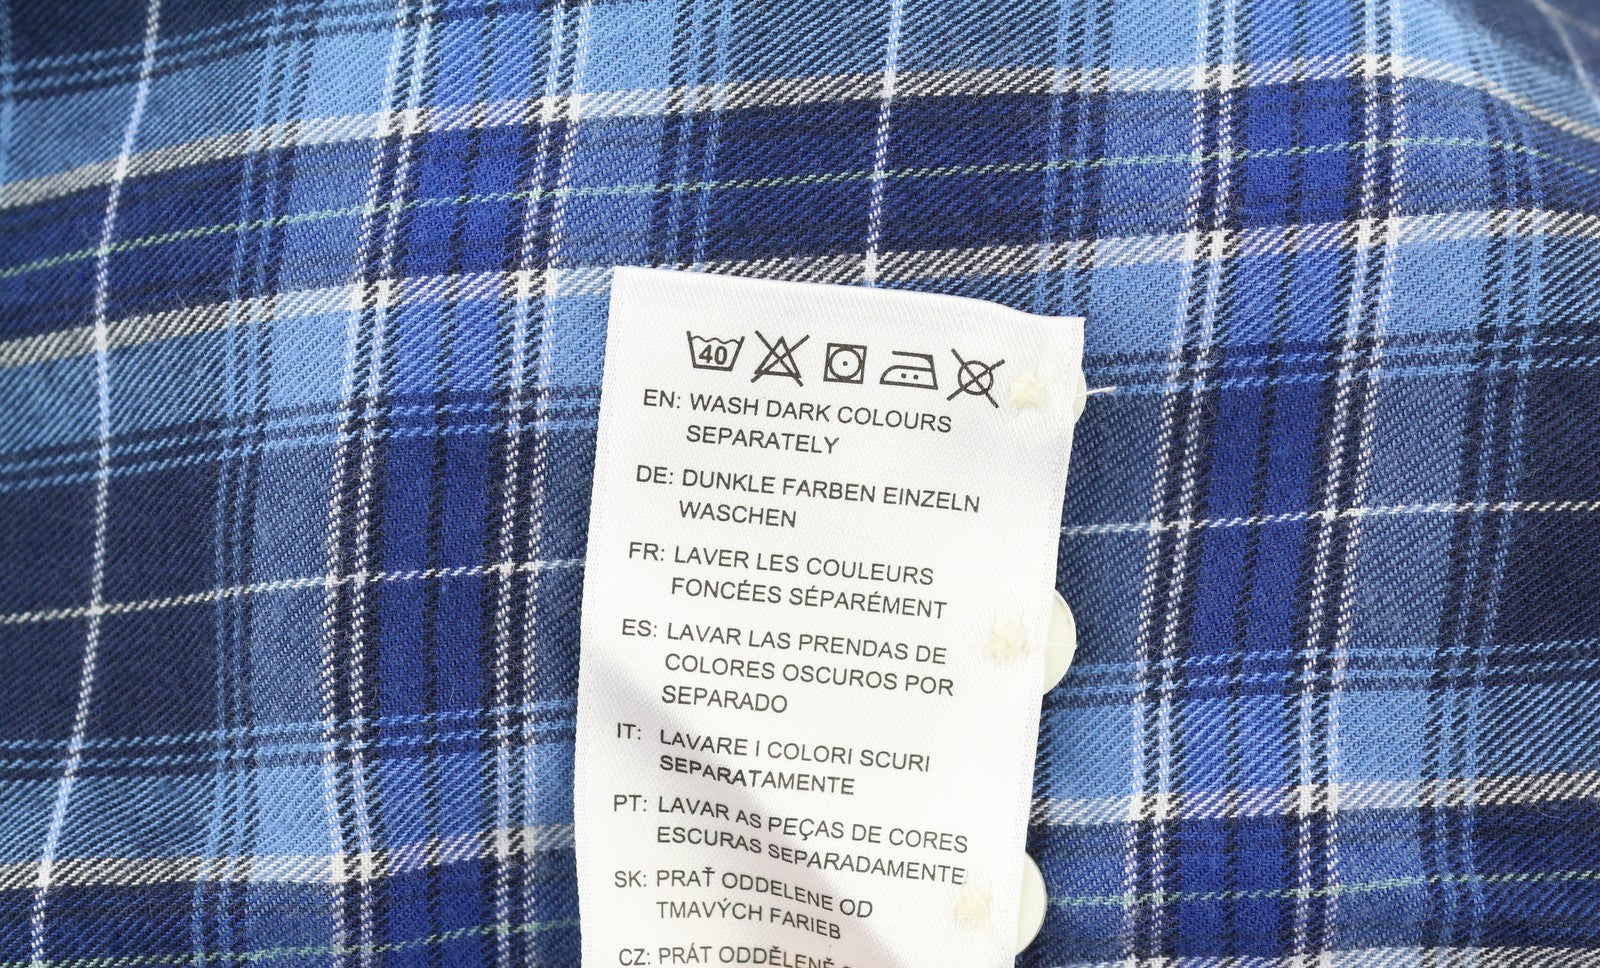 40
EN: WASH DARK COLOURS
SEPARATELY
DE: DUNKLE FARBEN EINZELN
WASCHEN
FR: LAVER LES COULEURS
FONCÉES SÉPARÉMENT
ES: LAVAR LAS PRENDAS DE
COLORES OSCUROS POR
SEPARADO
IT: LAVARE I COLORI SCURI
SEPARATAMENTE
PT: LAVAR AS PEÇAS DE CORES
ESCURAS SEPARADAMENTE
SK: PRAŤ ODDELENE OD
TMAVÝCH FARIEB
CZ: PRÁT ODDĚLENĚ